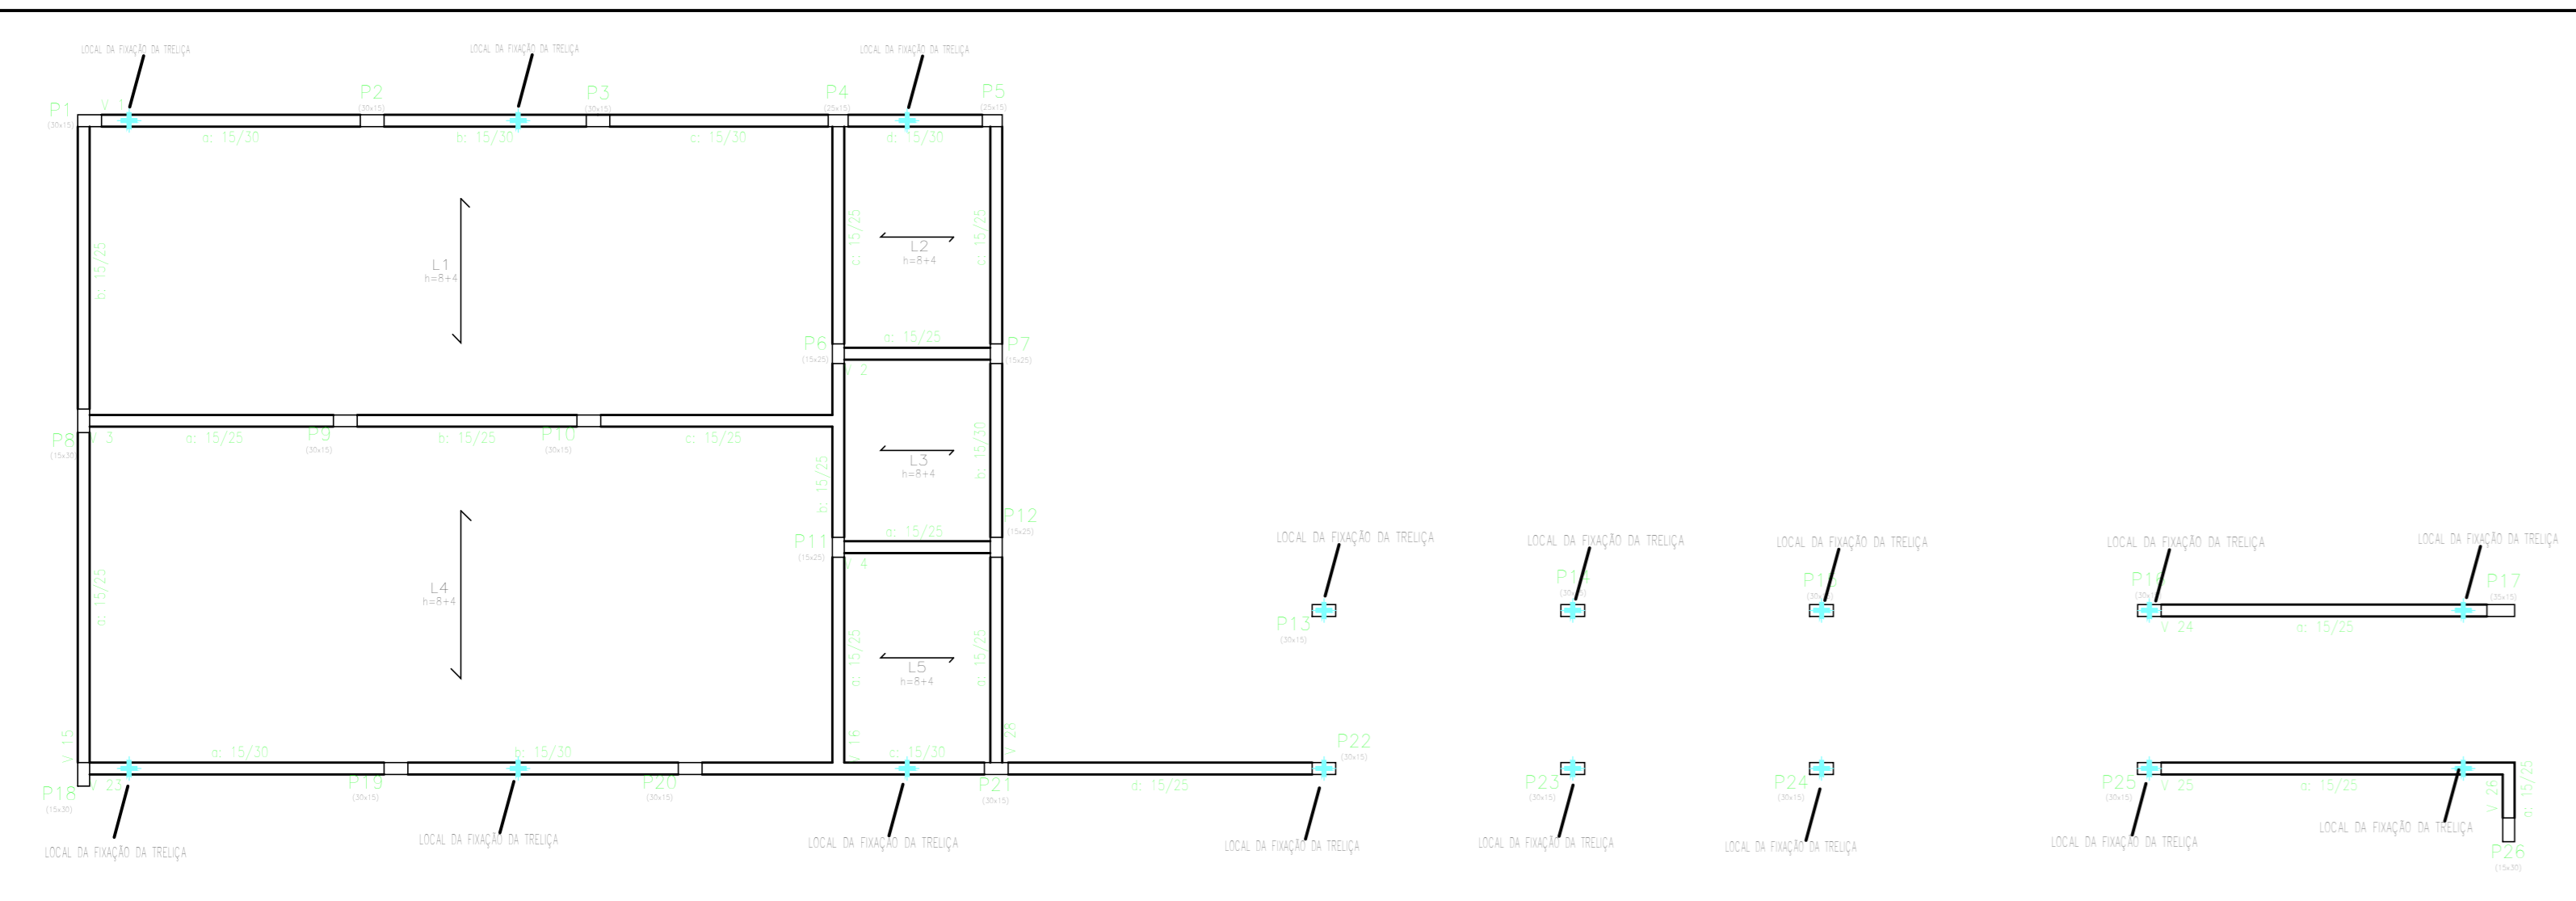 LOCAL DA FIXAÇÃO DA TRELIÇA
LOCAL DA FIXAÇÃO DA TRELIÇA
LOCAL DA FIXAÇÃO DA TRELIÇA
P1
(30x15)
V 1
P2
(30x15)
P3
(30x15)
P4
(25x15)
P5
(25x15)
a: 15/30
b: 15/30
c: 15/30
d: 15/30
b: 15/25
L1
h=8+4
a: 15/25
L2
h=8+4
15/25
P6
(15x25)
a: 15/25
P7
(15x25)
V 2
P8
(15x30)
V 3
a: 15/25
P9
(30x15)
b: 15/25
P10
(30x15)
c: 15/25
b: 15/25
L3
h=8+4
b: 15/30
P11
(15x25)
a: 15/25
P12
(15x25)
V 4
a: 15/25
L4
h=8+4
a: 15/25
L5
h=8+4
a: 15/25
LOCAL DA FIXAÇÃO DA TRELIÇA
LOCAL DA FIXAÇÃO DA TRELIÇA
LOCAL DA FIXAÇÃO DA TRELIÇA
LOCAL DA FIXAÇÃO DA TRELIÇA
LOCAL DA FIXAÇÃO DA TRELIÇA
P13
(30x15)
P14
P15
P16
P17
(35x15)
V 24
a: 15/25
V 15
a: 15/30
b: 15/30
V 16
c: 15/30
V 28
P18
(15x30)
V 23
P19
(30x15)
P20
(30x15)
P21
(30x15)
d: 15/25
P22
(30x15)
P23
(30x15)
P24
(30x15)
P25
(30x15)
V 25
a: 15/25
V 26
a: 15/25
P26
(15x30)
LOCAL DA FIXAÇÃO DA TRELIÇA
LOCAL DA FIXAÇÃO DA TRELIÇA
LOCAL DA FIXAÇÃO DA TRELIÇA
LOCAL DA FIXAÇÃO DA TRELIÇA
LOCAL DA FIXAÇÃO DA TRELIÇA
LOCAL DA FIXAÇÃO DA TRELIÇA
LOCAL DA FIXAÇÃO DA TRELIÇA
LOCAL DA FIXAÇÃO DA TRELIÇA